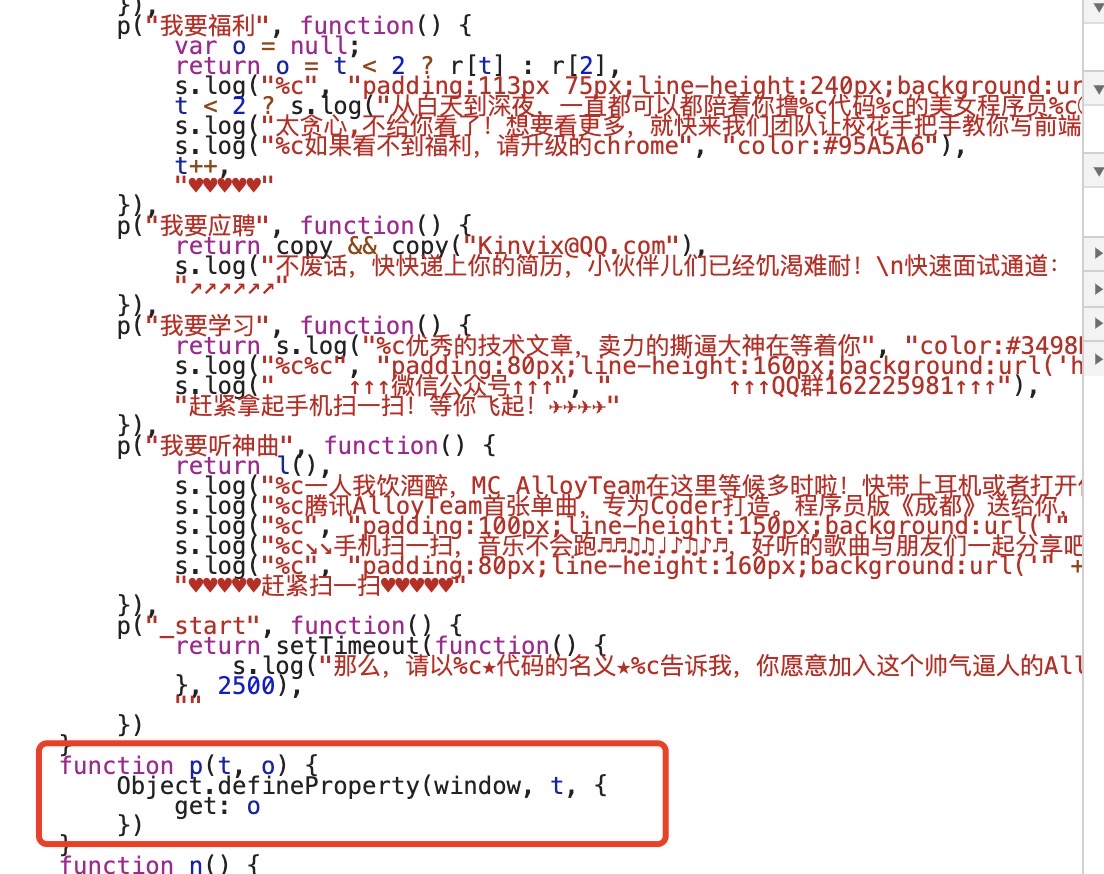 }),
p("我要福利", function() {
var o = null;
return o = t < 2 ? r[t] : r[2],
s.log("%c", "padding:113px 75px;line-height:240px;background:ur
t < 2 ? s.log("从白天到深夜，一直都可以都陪着你撸%c代码%c的美女程序员%c
s.log("太贪心,不给你看了！想要看更多，就快来我们团队让校花手把手教你写前端
s.log("%c如果看不到福利，请升级的chrome", "color:#95A5A6"),
t++,
"♥♥♥♥♥"
}),
p("我要应聘", function() {
return copy && copy("Kinvix@QQ.com"),
s.log("不废话，快快递上你的简历，小伙伴儿们已经饥渴难耐！\n快速面试通道：
"↗↗↗↗↗↗"
}),
p("我要学习", function() {
return s.log("%c优秀的技术文章，卖力的撕逼大神在等着你", "color:#3498
s.log("%c%c", "padding:80px;line-height:160px;background:url('h
s.log("      ↑↑↑微信公众号↑↑↑", "          ↑↑↑QQ群162225981↑↑↑"),
"赶紧拿起手机扫一扫！等你飞起！✈✈✈✈"
}),
p("我要听神曲", function() {
return l(),
s.log("%c一人我饮酒醉，MC AlloyTeam在这里等候多时啦！快带上耳机或者打开
s.log("%c腾讯AlloyTeam首张单曲，专为Coder打造。程序员版《成都》送给你，
s.log("%c", "padding:100px;line-height:150px;background:url('"
s.log("%c↘↘手机扫一扫，音乐不会跑♬♬♫♫♩♪♫♪♬，好听的歌曲与朋友们一起分享吧
s.log("%c", "padding:80px;line-height:160px;background:url('" +
"♥♥♥♥♥赶紧扫一扫♥♥♥♥♥"
}),
p("_start", function() {
return setTimeout(function() {
s.log("那么，请以%c★代码的名义★%c告诉我，你愿意加入这个帅气逼人的All
}, 2500),
""
})
}
function p(t, o) {
Object.defineProperty(window, t, {
get: o
})
}
function n() {